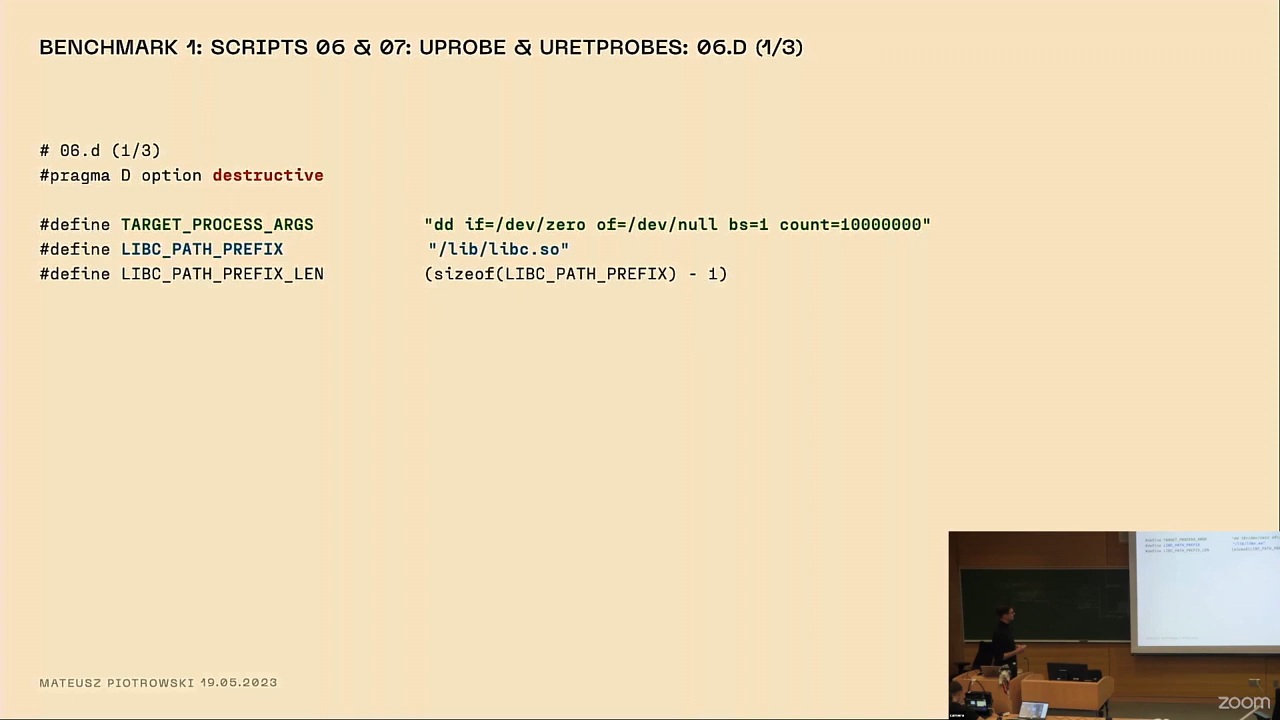 BENCHMARK 1: SCRIPTS 06 & 07: UPROBE & URETPROBES: 06.D (1/3)
# 06.d (1/3)
#pragma D option destructive
#define TARGET_PROCESS_ARGS "dd if=/dev/zero of=/dev/null bs=1 count=10000000"
#define LIBC_PATH_PREFIX "/lib/libc.so"
#define LIBC_PATH_PREFIX_LEN (sizeof(LIBC_PATH_PREFIX) - 1)
MATEUSZ PIOTROWSKI 19.05.2023
zoom